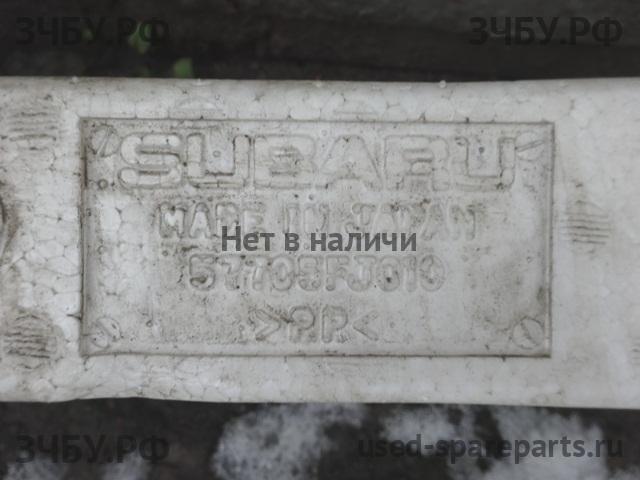 ЗЧБУ.РФ ЗЧБУ.РФ
SUBARU
MADE IN JAPAN
Нет в наличи
57705FJ010
>PP<
ЗЧБУ.РФ used-spareparts.ru